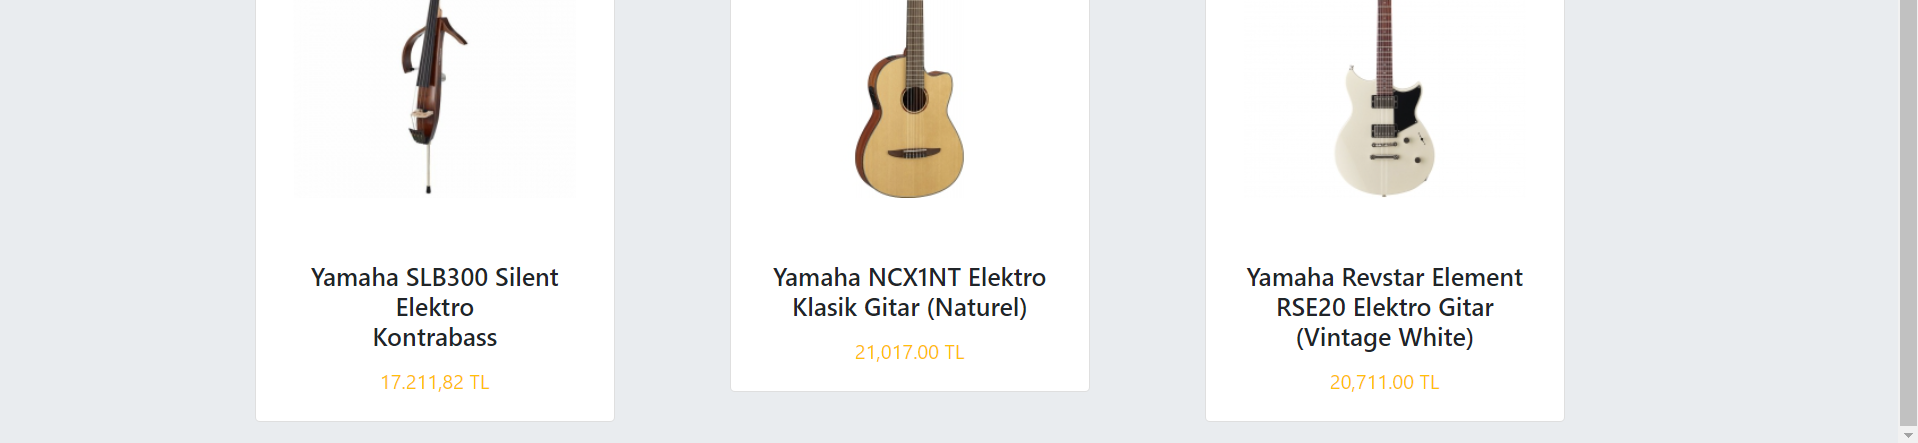 Yamaha SLB300 Silent
Elektro
Kontrabass
17.211,82 TL
Yamaha NCX1NT Elektro
Klasik Gitar (Naturel)
21,017.00 TL
Yamaha Revstar Element
RSE20 Elektro Gitar
(Vintage White)
20,711.00 TL